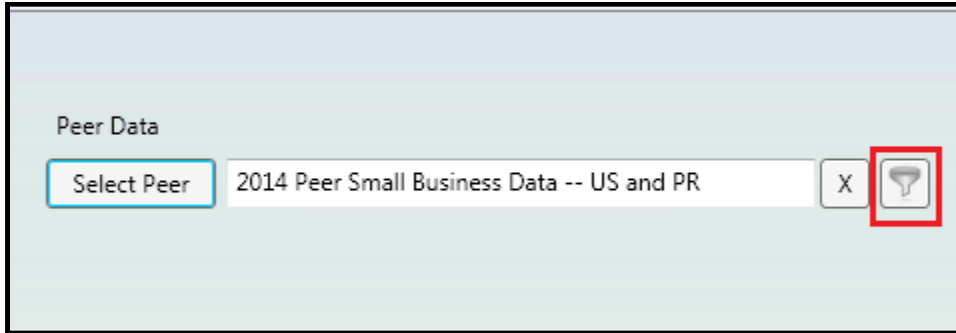 Peer Data
Select Peer 2014 Peer Small Business Data -- US and PR X